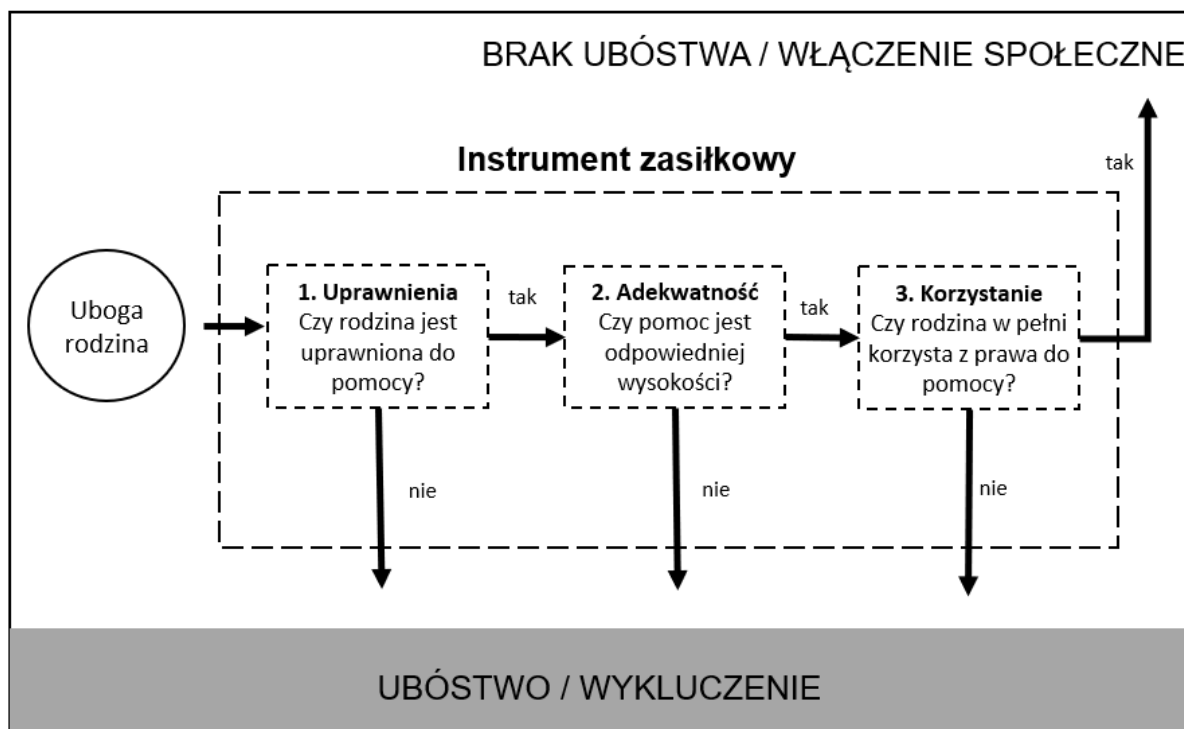 BRAK UBÓSTWA / WŁĄCZENIE SPOŁECZNE
Instrument zasiłkowy
tak
Uboga
rodzina
1. Uprawnienia
Czy rodzina jest
uprawniona do
pomocy?
tak
2. Adekwatność
Czy pomoc jest
odpowiedniej
wysokości?
tak
3. Korzystanie
Czy rodzina w pełni
korzysta z prawa do
pomocy?
nie
nie
nie
UBÓSTWO / WYKLUCZENIE